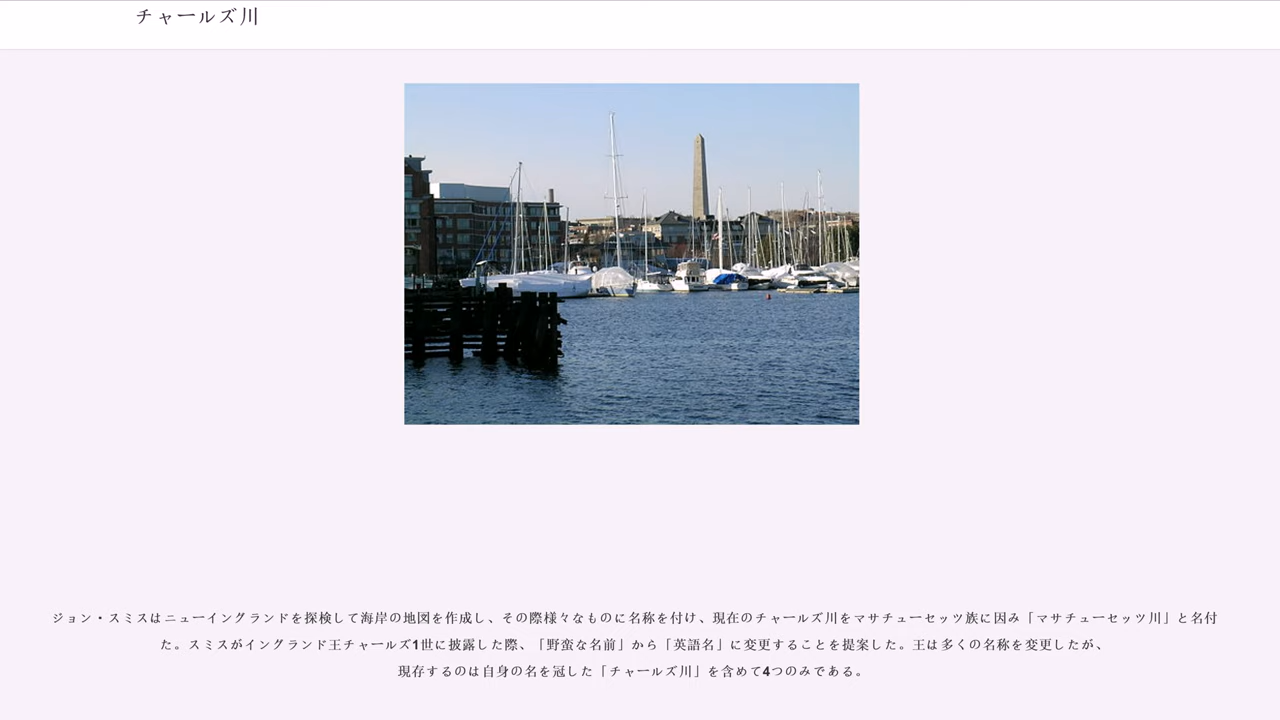 チャールズ川
ジョン・スミスはニューイングランドを探検して海岸の地図を作成し、その際様々なものに名称を付け、現在のチャールズ川をマサチューセッツ族に因み「マサチューセッツ川」と名付
た。スミスがイングランド王チャールズ1世に披露した際、「野蛮な名前」から「英語名」に変更することを提案した。王は多くの名称を変更したが、
現存するのは自身の名を冠した「チャールズ川」を含めて4つのみである。